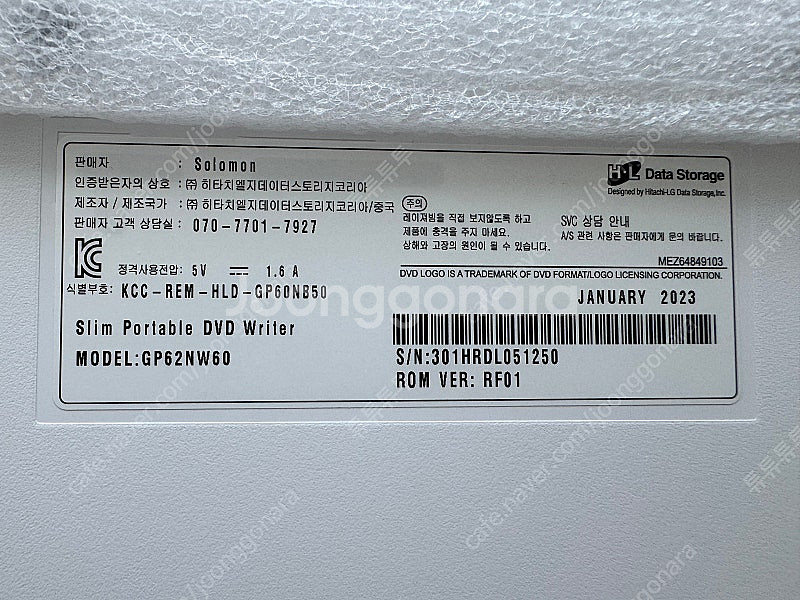 판매자 : Solomon
인증받은자의 상호 : ㈜ 히타치엘지데이터스토리지코리아
제조자 / 제조국가 : ㈜ 히타치엘지데이터스토리지코리아/중국
판매자 고객 상담실 : 070-7701-7927
정격사용전압: 5V ⎓ 1.6 A
식별부호: KCC-REM-HLD-GP60NB50
Slim Portable DVD Writer
MODEL:GP62NW60
H·L Data Storage
Designed by Hitachi-LG Data Storage, Inc.
주의
레이져빔을 직접 보지않도록 하고
제품에 충격을 주지 마세요.
상해와 고장의 원인이 될 수 있습니다.
SVC 상담 안내
A/S 관련 사항은 판매자에게 문의 바랍니다.
MEZ64849103
DVD LOGO IS A TRADEMARK OF DVD FORMAT/LOGO LICENSING CORPORATION.
JANUARY 2023
S/N:301HRDL051250
ROM VER: RF01
Joonggonara
cafe.naver.com/joonggonara